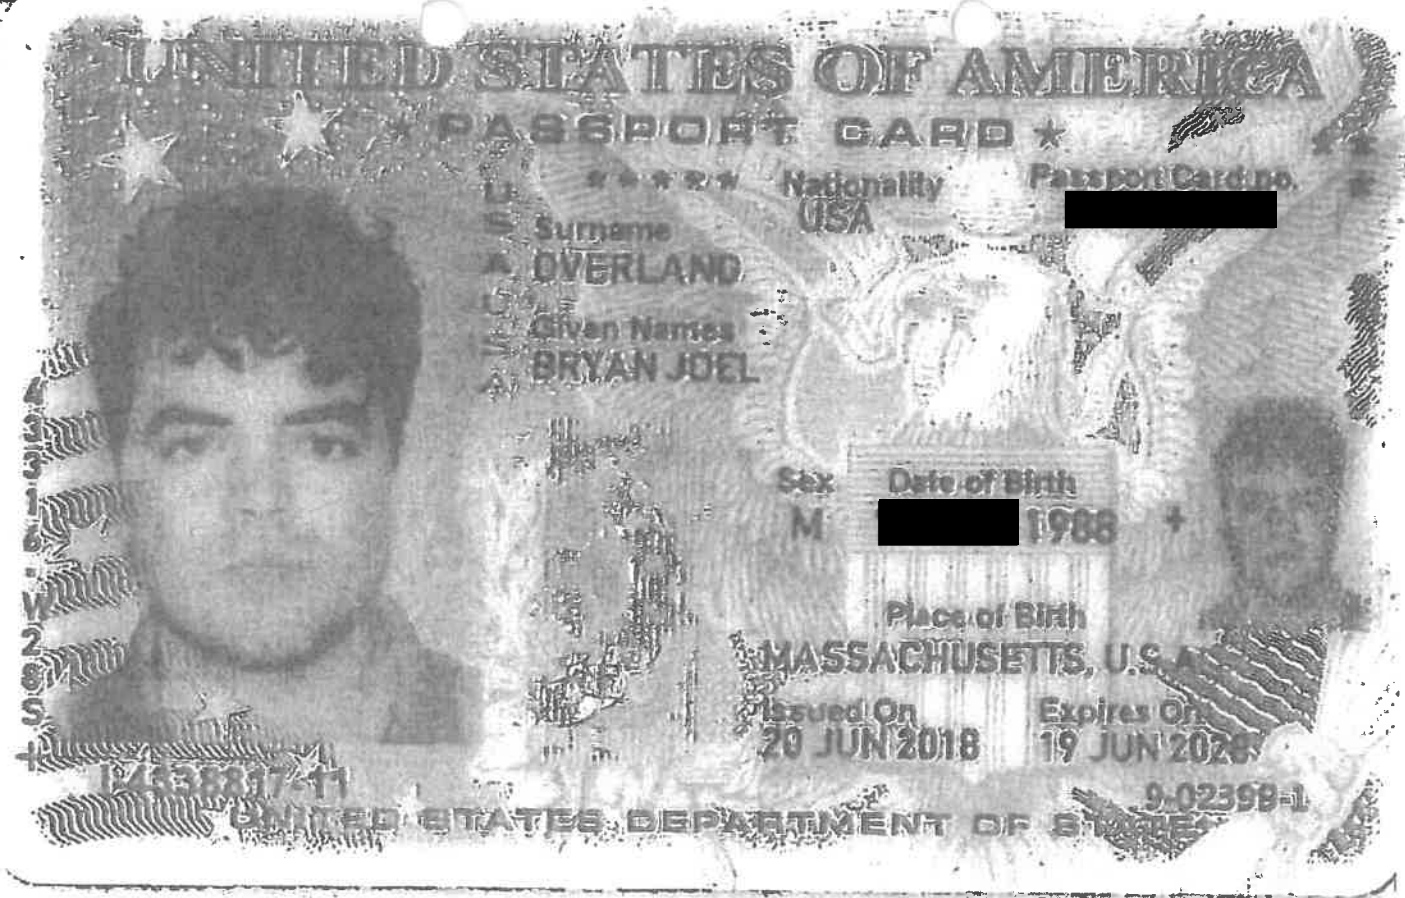 UNITED STATES OF AMERICA
PASSPORT CARD
Nationality
USA
Passport Card no.
Surname
OVERLAND
Given Names
BRYAN JOEL
USAUSA
Sex
M
Date of Birth
1988
Place of Birth
MASSACHUSETTS, U.S.A
Issued On
20 JUN 2018
Expires On
19 JUN 2028
9-02399-1
UNITED STATES DEPARTMENT OF STATE